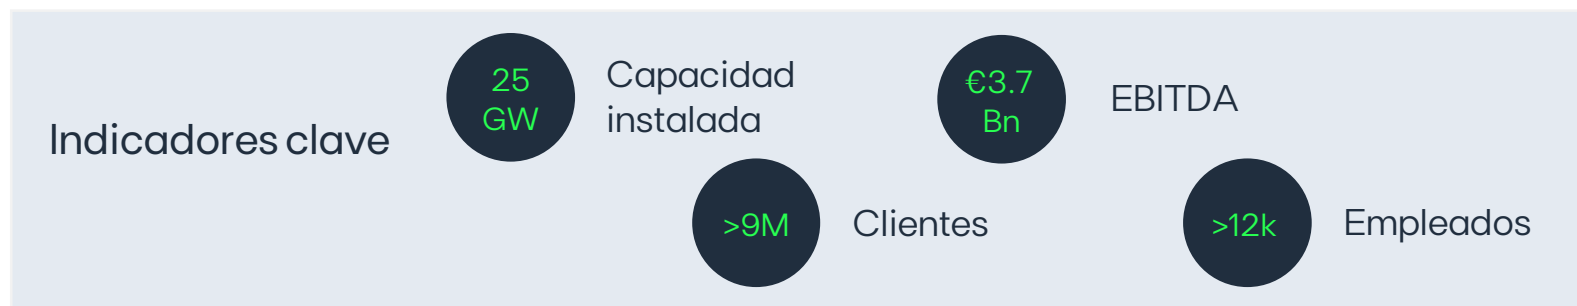 Indicadores clave
25
GW
Capacidad
instalada
€3.7
Bn
EBITDA
>9M
Clientes
>12k
Empleados